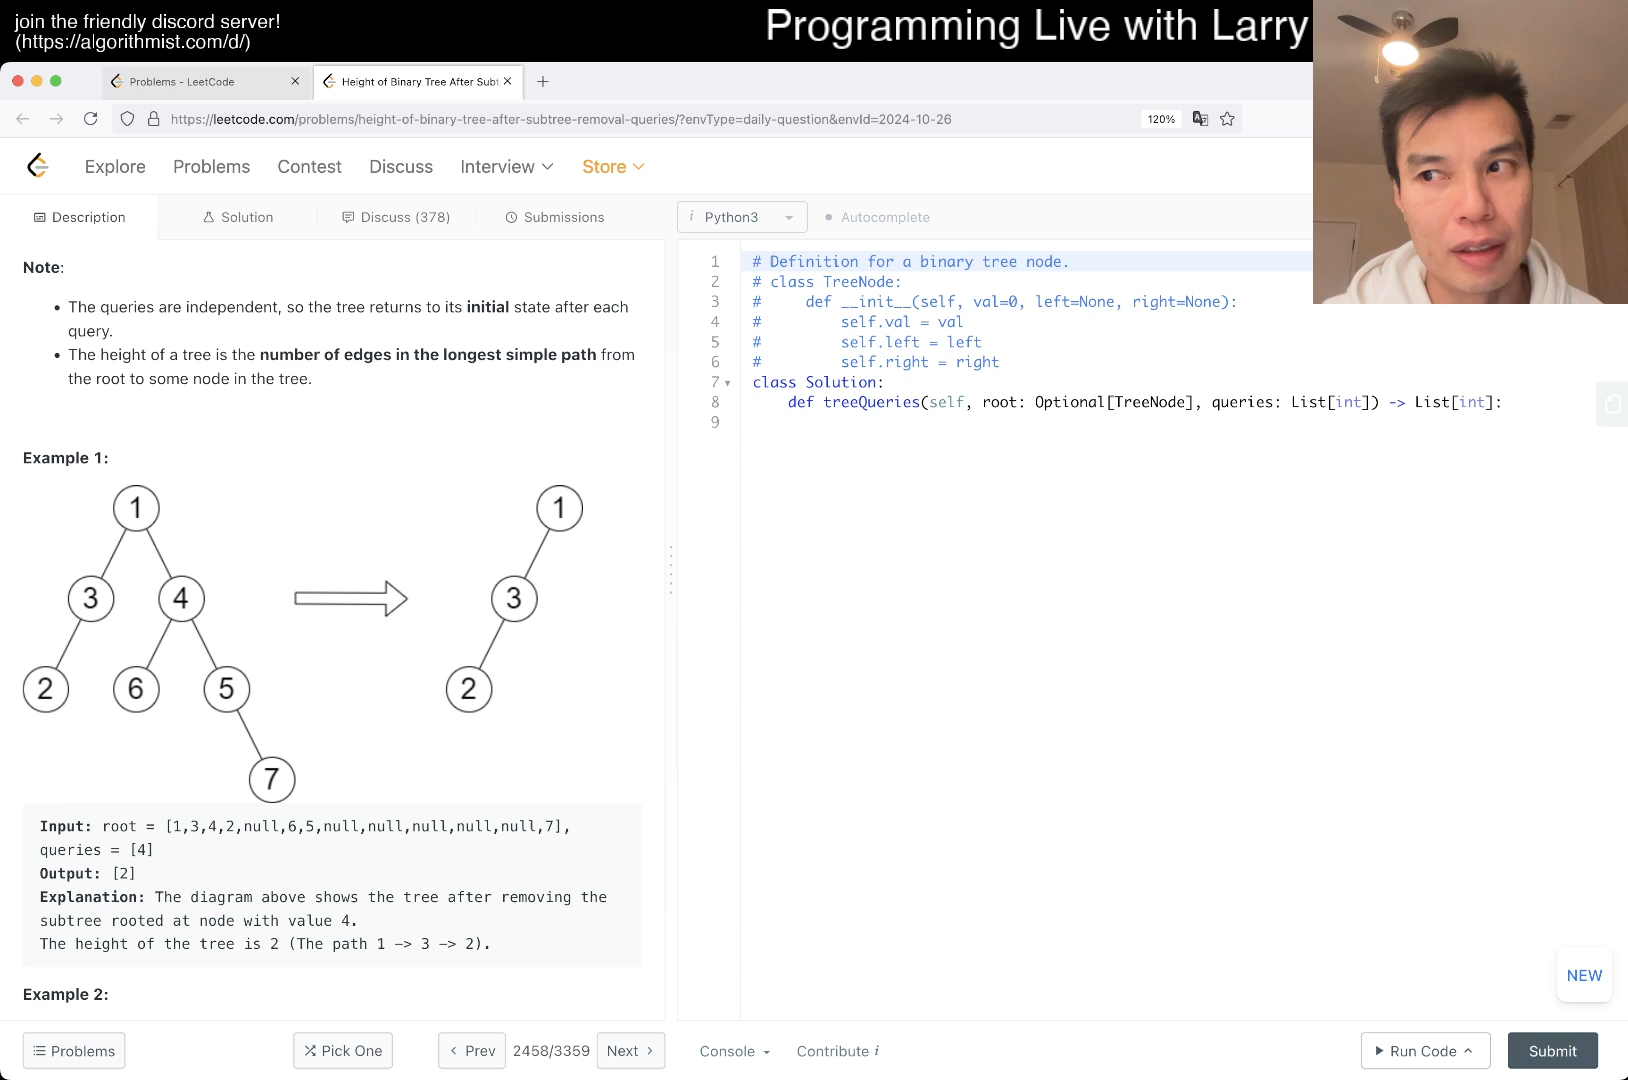 join the friendly discord server!
(https://algorithmist.com/d/)
Programming Live with Larry
Problems - LeetCode
Height of Binary Tree After Subt
https://leetcode.com/problems/height-of-binary-tree-after-subtree-removal-queries/?envType=daily-question&envId=2024-10-26
120%
Explore Problems Contest Discuss Interview Store
Description Solution Discuss (378) Submissions
i Python3 Autocomplete
Note:
• The queries are independent, so the tree returns to its initial state after each
query.
• The height of a tree is the number of edges in the longest simple path from
the root to some node in the tree.
Example 1:
1 1
3 4 3
2 6 5 2
7
Input: root = [1,3,4,2,null,6,5,null,null,null,null,null,7],
queries = [4]
Output: [2]
Explanation: The diagram above shows the tree after removing the
subtree rooted at node with value 4.
The height of the tree is 2 (The path 1 -> 3 -> 2).
Example 2:
1 # Definition for a binary tree node.
2 # class TreeNode:
3 #     def __init__(self, val=0, left=None, right=None):
4 #         self.val = val
5 #         self.left = left
6 #         self.right = right
7 class Solution:
8     def treeQueries(self, root: Optional[TreeNode], queries: List[int]) -> List[int]:
9
NEW
Problems Pick One Prev 2458/3359 Next Console Contribute i Run Code Submit